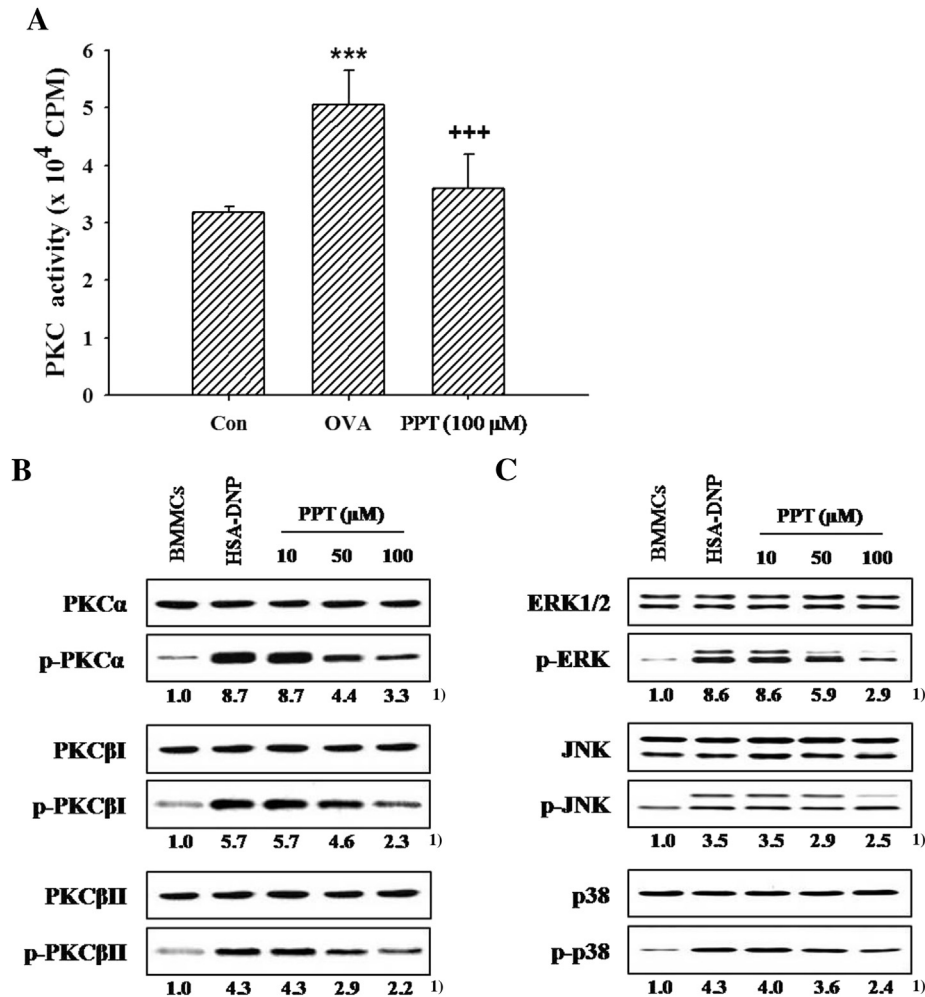 A
PKC activity (x 10⁴ CPM)
6
5
4
3
2
1
0
***
+++
Con OVA PPT (100 μM)
B
BMMCs HSA-DNP PPT (μM)
10 50 100
PKCα
p-PKCα
1.0 8.7 8.7 4.4 3.3 1)
PKCβI
p-PKCβI
1.0 5.7 5.7 4.6 2.3 1)
PKCβII
p-PKCβII
1.0 4.3 4.3 2.9 2.2 1)
C
BMMCs HSA-DNP PPT (μM)
10 50 100
ERK1/2
p-ERK
1.0 8.6 8.6 5.9 2.9 1)
JNK
p-JNK
1.0 3.5 3.5 2.9 2.5 1)
p38
p-p38
1.0 4.3 4.0 3.6 2.4 1)